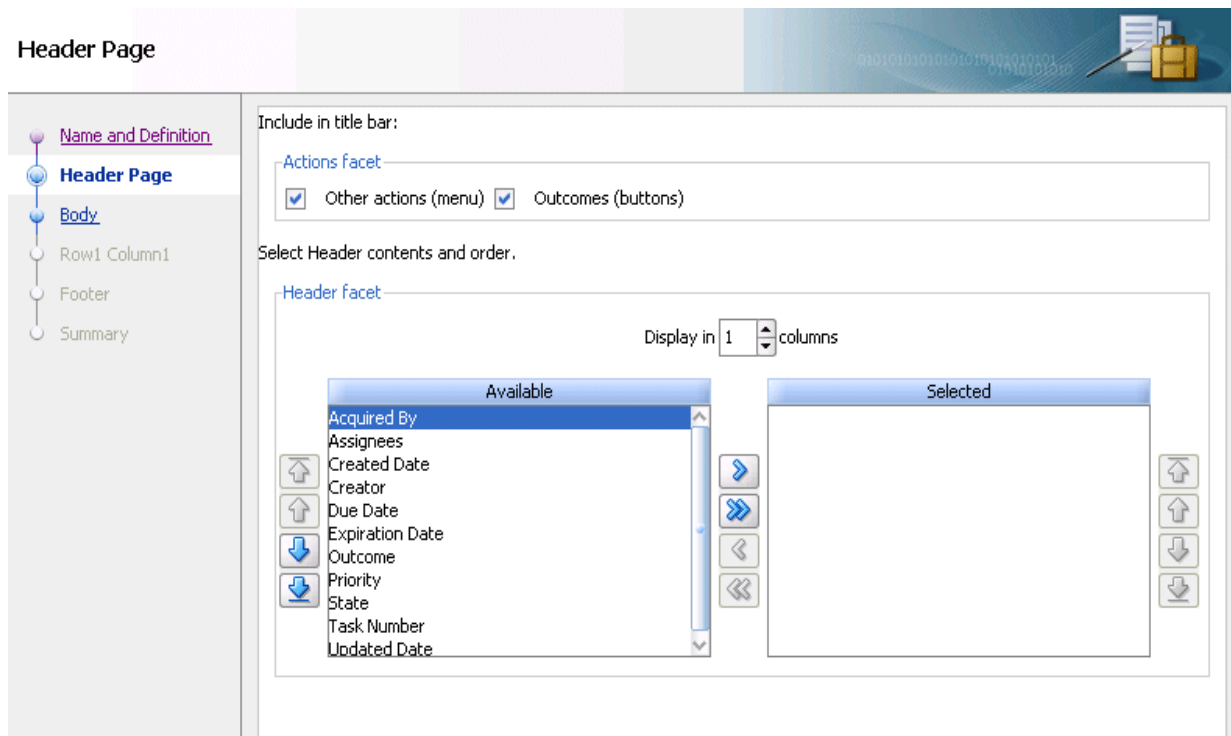 Header Page
Name and Definition
Header Page
Body
Row1 Column1
Footer
Summary
Include in title bar:
Actions facet
Other actions (menu) Outcomes (buttons)
Select Header contents and order.
Header facet
Display in 1 columns
Available
Acquired By
Assignees
Created Date
Creator
Due Date
Expiration Date
Outcome
Priority
State
Task Number
Updated Date
Selected